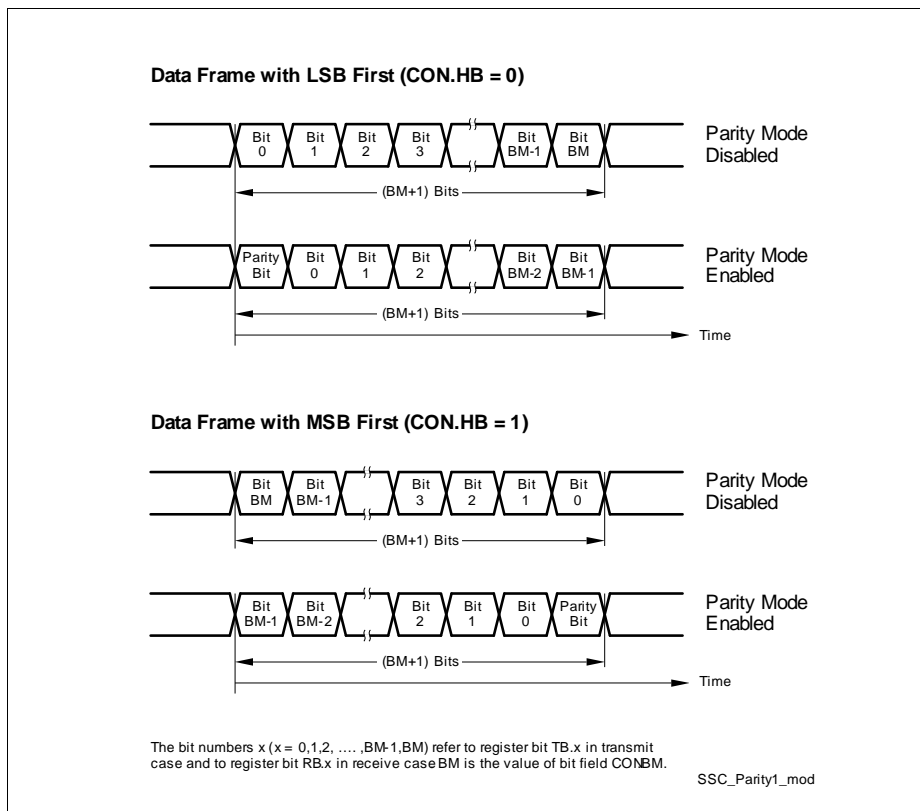 Data Frame with LSB First (CON.HB = 0)
Bit 0 Bit 1 Bit 2 Bit 3 Bit BM-1 Bit BM
Parity Mode Disabled
(BM+1) Bits
Parity Bit Bit 0 Bit 1 Bit 2 Bit BM-2 Bit BM-1
Parity Mode Enabled
(BM+1) Bits
Time
Data Frame with MSB First (CON.HB = 1)
Bit BM Bit BM-1 Bit 3 Bit 2 Bit 1 Bit 0
Parity Mode Disabled
(BM+1) Bits
Bit BM-1 Bit BM-2 Bit 2 Bit 1 Bit 0 Parity Bit
Parity Mode Enabled
(BM+1) Bits
Time
The bit numbers x (x = 0,1,2, .... ,BM-1,BM) refer to register bit TB.x in transmit
case and to register bit RB.x in receive case BM is the value of bit field CON.BM.
SSC_Parity1_mod